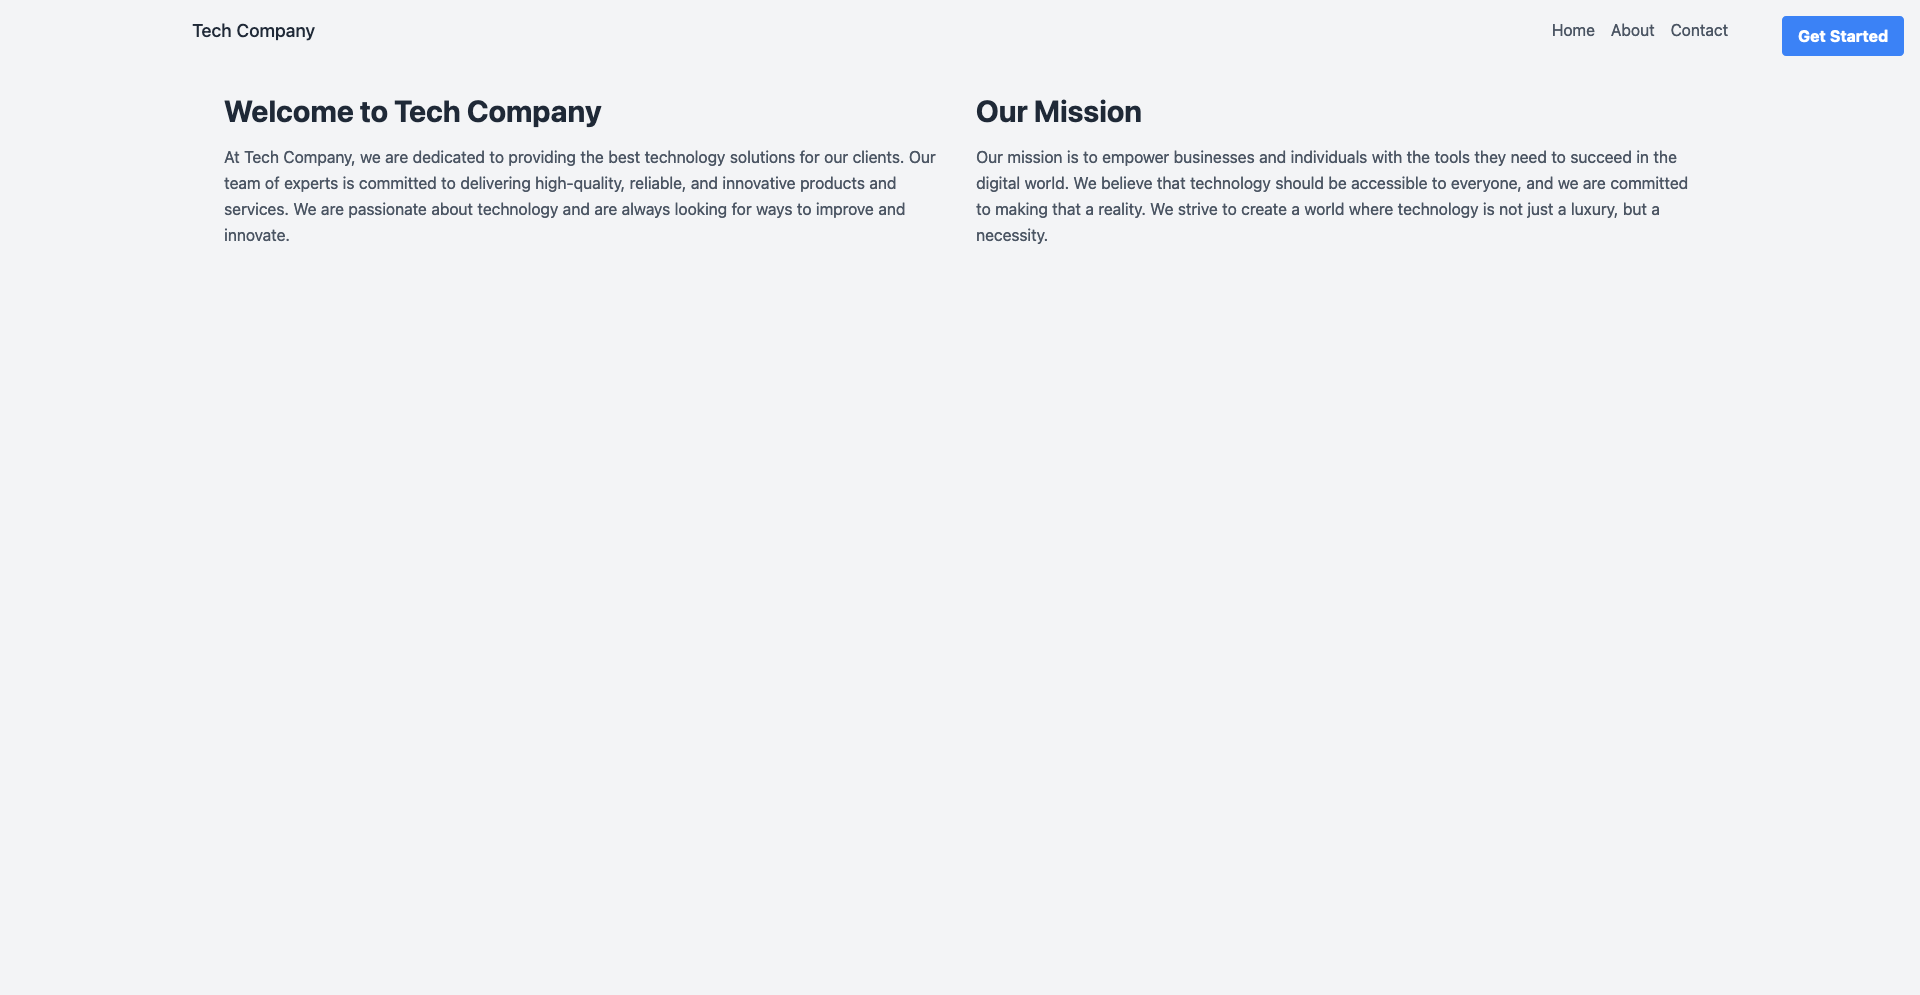 Tech Company
Home
About
Contact
Get Started
Welcome to Tech Company
At Tech Company, we are dedicated to providing the best technology solutions for our clients. Our
team of experts is committed to delivering high-quality, reliable, and innovative products and
services. We are passionate about technology and are always looking for ways to improve and
innovate.
Our Mission
Our mission is to empower businesses and individuals with the tools they need to succeed in the
digital world. We believe that technology should be accessible to everyone, and we are committed
to making that a reality. We strive to create a world where technology is not just a luxury, but a
necessity.